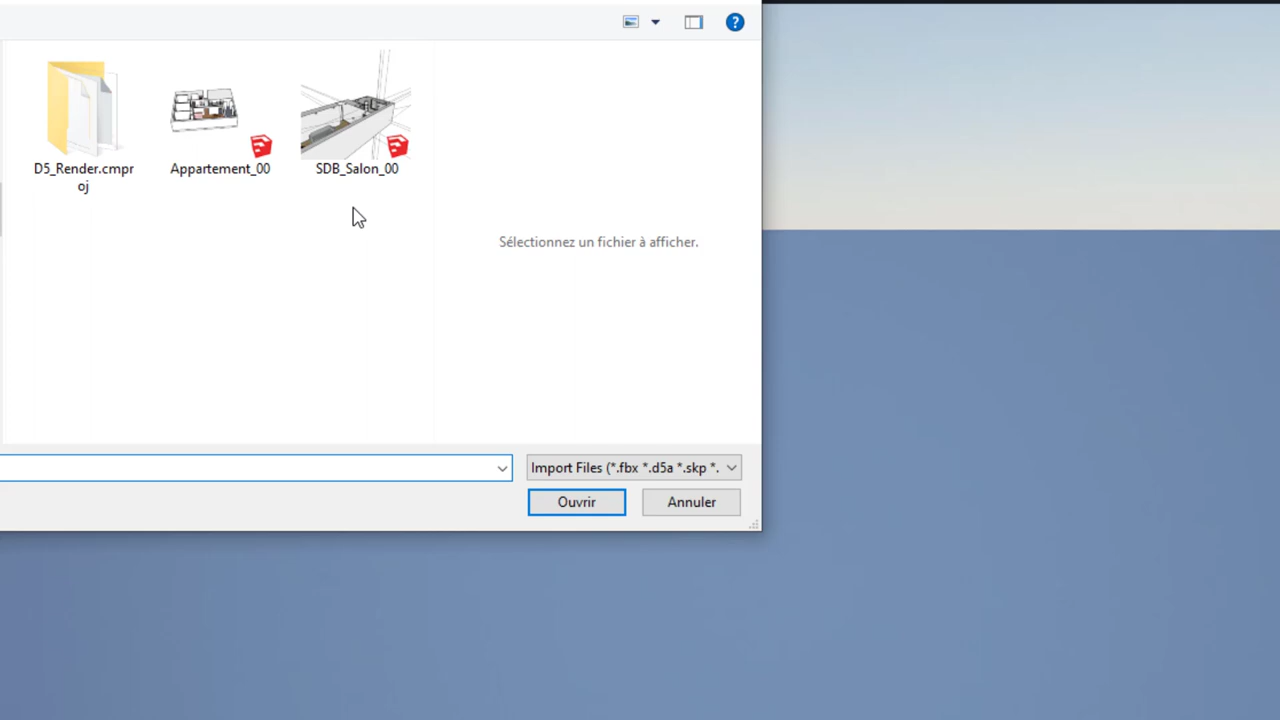 ?
D5_Render.cmpr
oj
Appartement_00
SDB_Salon_00
Sélectionnez un fichier à afficher.
Import Files (*.fbx *.d5a *.skp *.
Ouvrir
Annuler